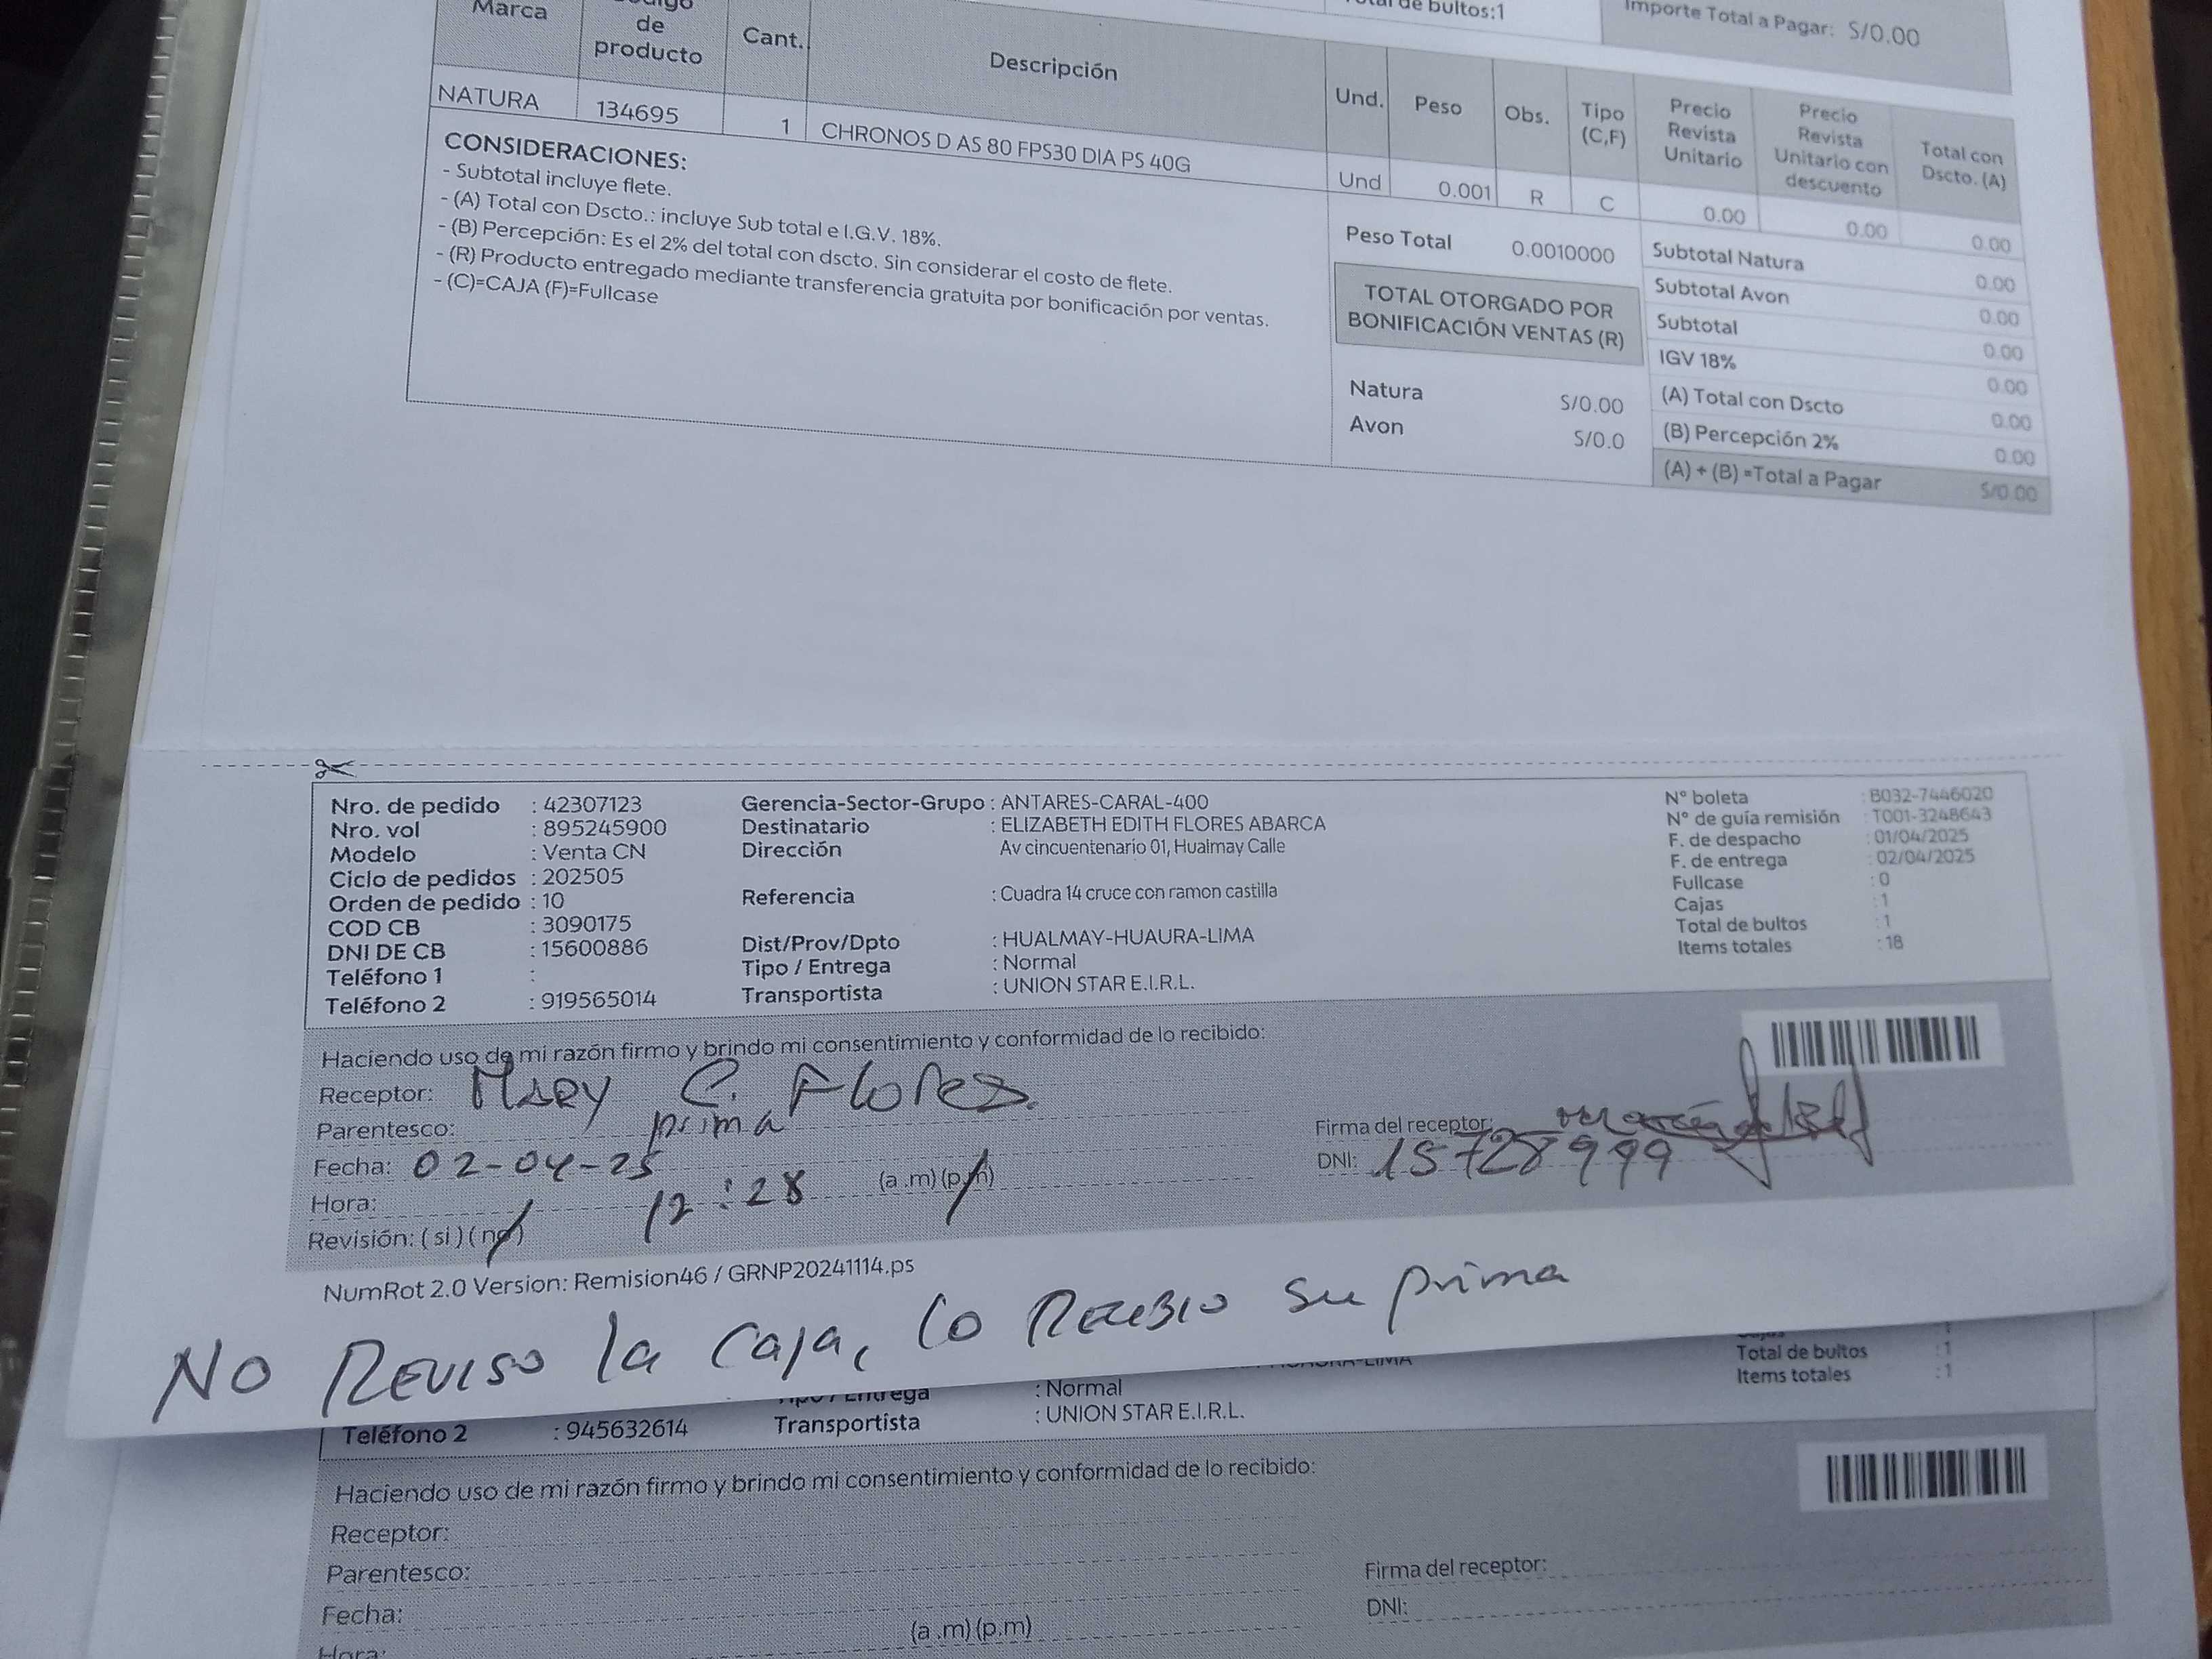 de bultos:1
Importe Total a Pagar: S/0.00
Marca
de
producto
Cant.
Descripción
Und.
Peso
Obs.
Tipo
(C,F)
Precio
Revista
Unitario
Precio
Revista
Unitario con
descuento
Total con
Dscto. (A)
NATURA 134695 1 CHRONOS D AS 80 FPS30 DIA PS 40G Und 0.001 R C 0.00 0.00 0.00
CONSIDERACIONES:
- Subtotal incluye flete.
- (A) Total con Dscto.: incluye Sub total e I.G.V. 18%.
- (B) Percepción: Es el 2% del total con dscto. Sin considerar el costo de flete.
- (R) Producto entregado mediante transferencia gratuita por bonificación por ventas.
- (C)=CAJA (F)=Fullcase
Peso Total 0.0010000
TOTAL OTORGADO POR
BONIFICACIÓN VENTAS (R)
Natura S/0.00
Avon S/0.0
Subtotal Natura 0.00
Subtotal Avon 0.00
Subtotal 0.00
IGV 18% 0.00
(A) Total con Dscto 0.00
(B) Percepción 2% 0.00
(A) + (B) =Total a Pagar S/0.00
Nro. de pedido : 42307123
Nro. vol : 895245900
Modelo : Venta CN
Ciclo de pedidos : 202505
Orden de pedido : 10
COD CB : 3090175
DNI DE CB : 15600886
Teléfono 1 :
Teléfono 2 : 919565014
Gerencia-Sector-Grupo : ANTARES-CARAL-400
Destinatario : ELIZABETH EDITH FLORES ABARCA
Dirección Av cincuentenario 01, Hualmay Calle
Referencia : Cuadra 14 cruce con ramon castilla
Dist/Prov/Dpto : HUALMAY-HUAURA-LIMA
Tipo / Entrega : Normal
Transportista : UNION STAR E.I.R.L.
N° boleta : B032-7446020
N° de guía remisión : T001-3248643
F. de despacho : 01/04/2025
F. de entrega : 02/04/2025
Fullcase : 0
Cajas : 1
Total de bultos : 1
Items totales : 18
Haciendo uso de mi razón firmo y brindo mi consentimiento y conformidad de lo recibido:
Receptor: MARY C. Flores.
Parentesco: prima
Fecha: 02-04-25
Hora: 12:28 (a.m) (p.m)
Revisión: ( si ) ( no )
Firma del receptor:
DNI: 15728999
NumRot 2.0 Version: Remision46 / GRNP20241114.ps
NO REVISO la caja, lo RECIBIO su prima
Total de bultos : 1
Items totales : 1
Tipo / Entrega : Normal
Teléfono 2 : 945632614
Transportista : UNION STAR E.I.R.L.
Haciendo uso de mi razón firmo y brindo mi consentimiento y conformidad de lo recibido:
Receptor:
Parentesco:
Fecha:
Hora: (a.m) (p.m)
Firma del receptor:
DNI: